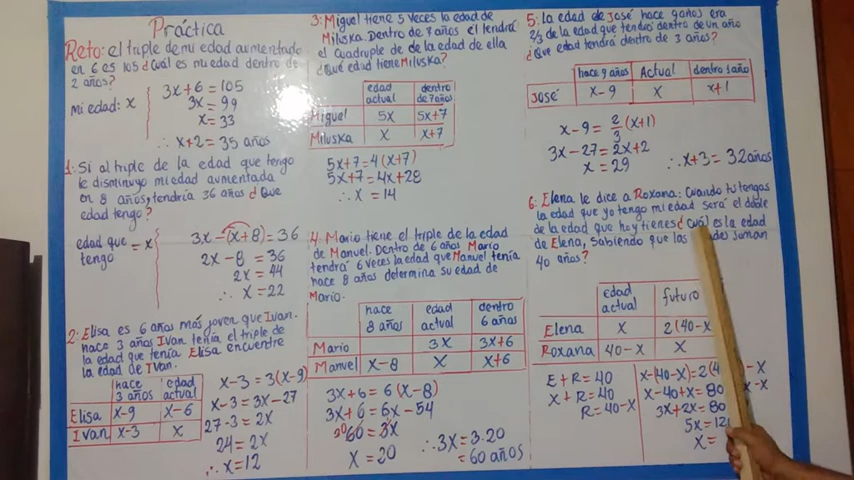 Práctica
Reto: el triple de mi edad aumentado
en 6 es 105 ¿Cuál es mi edad dentro de
2 años?
mi edad: x
3x+6 = 105
3x = 99
x = 33
∴ x+2 = 35 años
1: Si al triple de la edad que tengo
le disminuyo mi edad aumentada
en 8 años, tendría 36 años ¿Que
edad tengo?
edad que
tengo = x
3x-(x+8) = 36
2x-8 = 36
2x = 44
∴ x = 22
2: Elisa es 6 años más joven que Ivan.
hace 3 años Ivan tenía el triple de
la edad que tenía Elisa encuentre
la edad de Ivan.
hace 3 años edad actual
Elisa x-9 x-6
Ivan x-3 x
x-3 = 3(x-9)
x-3 = 3x-27
27-3 = 2x
24 = 2x
∴ x = 12
3: Miguel tiene 5 veces la edad de
Miluska. Dentro de 7 años el tendrá
el cuadruple de de la edad de ella
¿Qué edad tiene Miluska?
edad actual dentro de 7 años
Miguel 5x 5x+7
Miluska x x+7
5x+7 = 4(x+7)
5x+7 = 4x+28
∴ x = 14
4. Mario tiene el triple de la edad
de Manuel. Dentro de 6 años Mario
tendrá 6 veces la edad que Manuel tenía
hace 8 años determina su edad de
Mario.
hace 8 años edad actual dentro 6 años
Mario 3x 3x+6
Manuel x-8 x x+6
3x+6 = 6(x-8)
3x+6 = 6x-54
20 60 = 3x
x = 20
∴ 3x = 3.20
= 60 años
5: la edad de José hace 9 años era
2/3 de la edad que tendrá dentro de un año
¿Que edad tendrá dentro de 3 años?
hace 9 años Actual dentro 1 año
José x-9 x x+1
x-9 = 2/3 (x+1)
3x-27 = 2x+2
x = 29
∴ x+3 = 32 años
6: Elena le dice a Roxana: Cuando tu tengas
la edad que yo tengo mi edad será el doble
de la edad que hoy tienes ¿Cuál es la edad
de Elena, Sabiendo que las suman
40 años?
edad actual futuro
Elena x 2(40-x
Roxana 40-x x
E+R = 40
x+R = 40
R = 40-x
x-(40-x) = 2(4 -x
x-40+x = 80 x-x
3x+2x = 80
5x = 12
x =